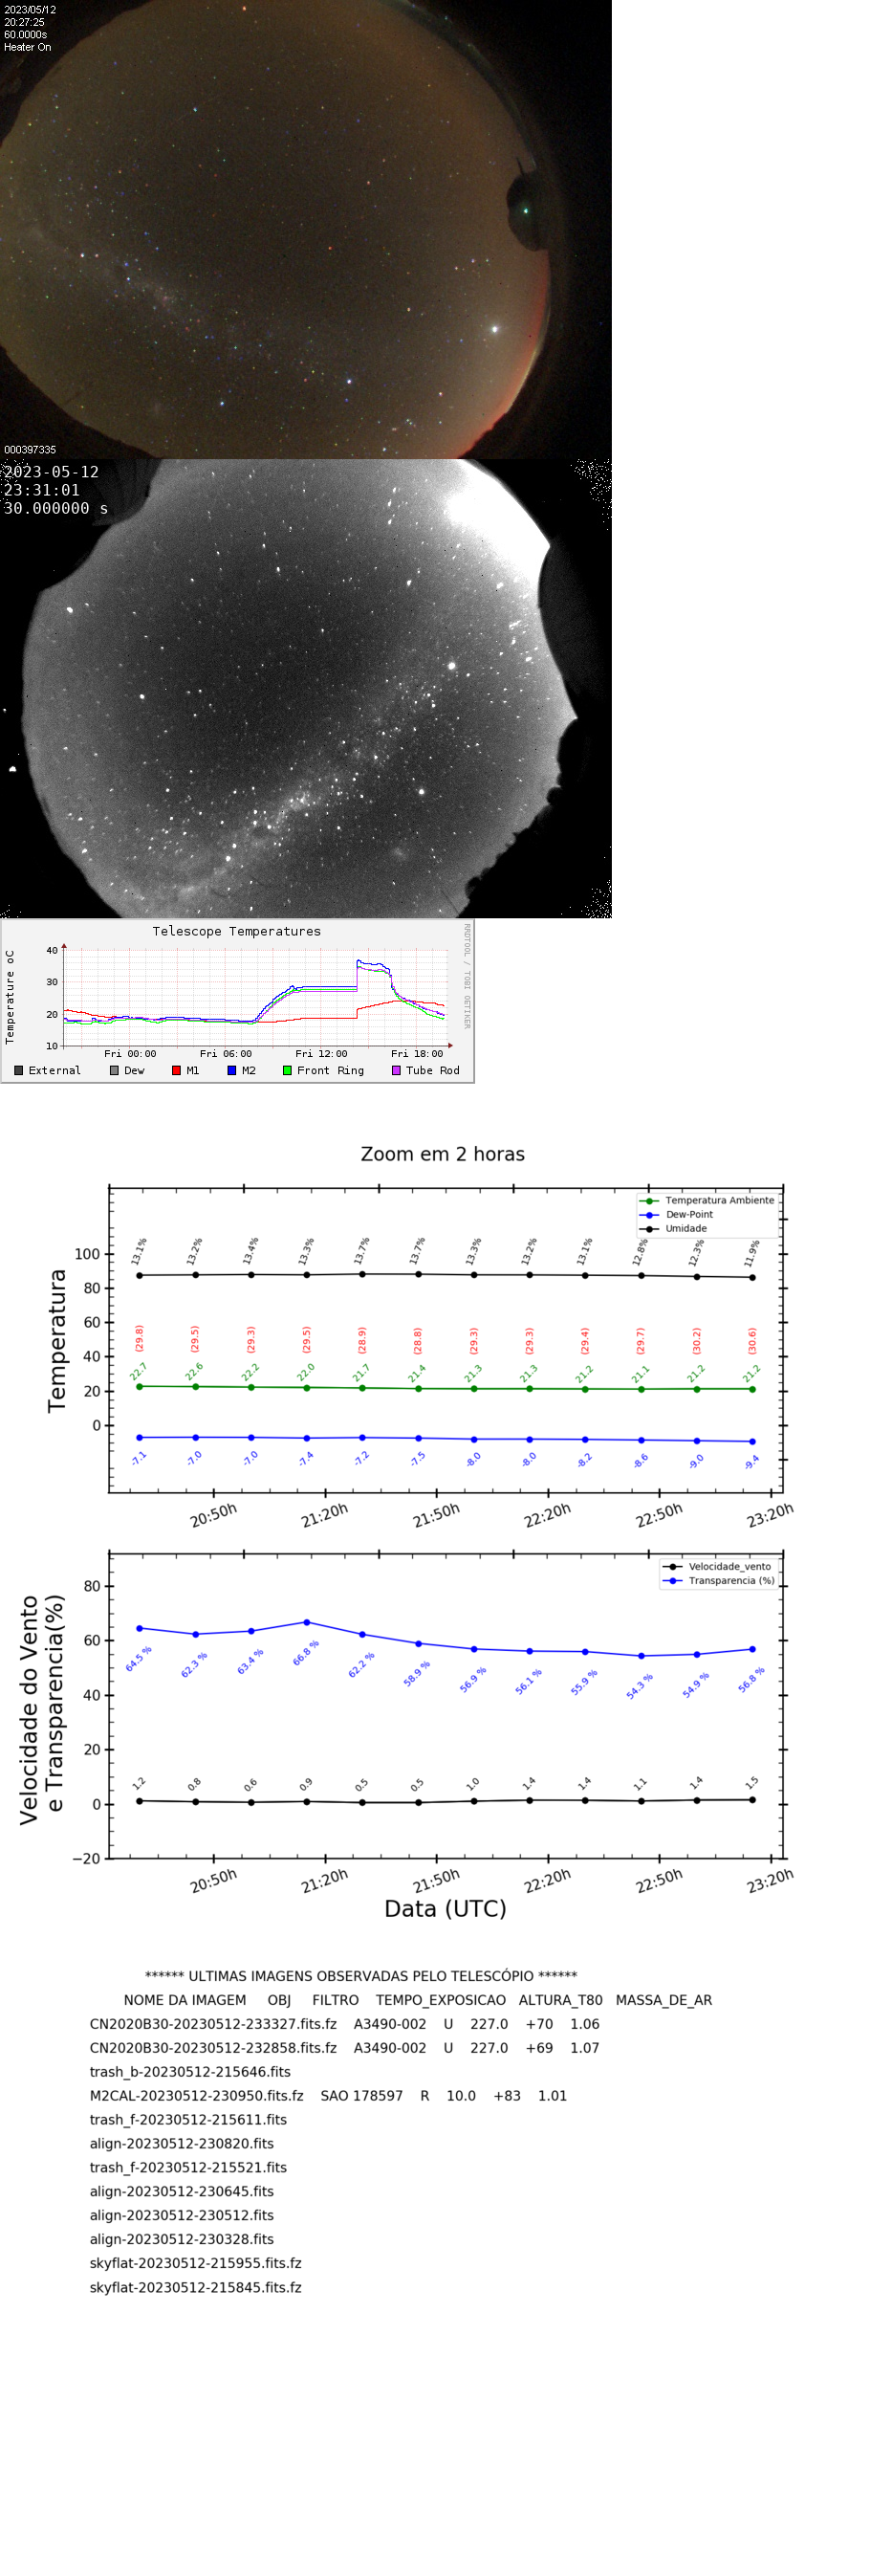 2023/05/12
20:27:25
60.0000s
Heater On
000397335
2023-05-12
23:31:01
30.000000 s
Telescope Temperatures
RRDTOOL / TOBI OETIKER
Temperature oC
40
30
20
10
Fri 00:00 Fri 06:00 Fri 12:00 Fri 18:00
External Dew M1 M2 Front Ring Tube Rod
Zoom em 2 horas
Temperatura Ambiente
Dew-Point
Umidade
Temperatura
100
80
60
40
20
0
13.1% 13.2% 13.4% 13.3% 13.7% 13.7% 13.3% 13.2% 13.1% 12.8% 12.3% 11.9%
(29.8) (29.5) (29.3) (29.5) (28.9) (28.8) (29.3) (29.3) (29.4) (29.7) (30.2) (30.6)
22.7 22.6 22.2 22.0 21.7 21.4 21.3 21.3 21.2 21.1 21.2 21.2
-7.1 -7.0 -7.0 -7.4 -7.2 -7.5 -8.0 -8.0 -8.2 -8.6 -9.0 -9.4
20:50h 21:20h 21:50h 22:20h 22:50h 23:20h
Velocidade_vento
Transparencia (%)
Velocidade do Vento
e Transparencia(%)
80
60
40
20
0
−20
64.5 % 62.3 % 63.4 % 66.8 % 62.2 % 58.9 % 56.9 % 56.1 % 55.9 % 54.3 % 54.9 % 56.8 %
1.2 0.8 0.6 0.9 0.5 0.5 1.0 1.4 1.4 1.1 1.4 1.5
20:50h 21:20h 21:50h 22:20h 22:50h 23:20h
Data (UTC)
****** ULTIMAS IMAGENS OBSERVADAS PELO TELESCÓPIO ******
NOME DA IMAGEM OBJ FILTRO TEMPO_EXPOSICAO ALTURA_T80 MASSA_DE_AR
CN2020B30-20230512-233327.fits.fz A3490-002 U 227.0 +70 1.06
CN2020B30-20230512-232858.fits.fz A3490-002 U 227.0 +69 1.07
trash_b-20230512-215646.fits
M2CAL-20230512-230950.fits.fz SAO 178597 R 10.0 +83 1.01
trash_f-20230512-215611.fits
align-20230512-230820.fits
trash_f-20230512-215521.fits
align-20230512-230645.fits
align-20230512-230512.fits
align-20230512-230328.fits
skyflat-20230512-215955.fits.fz
skyflat-20230512-215845.fits.fz